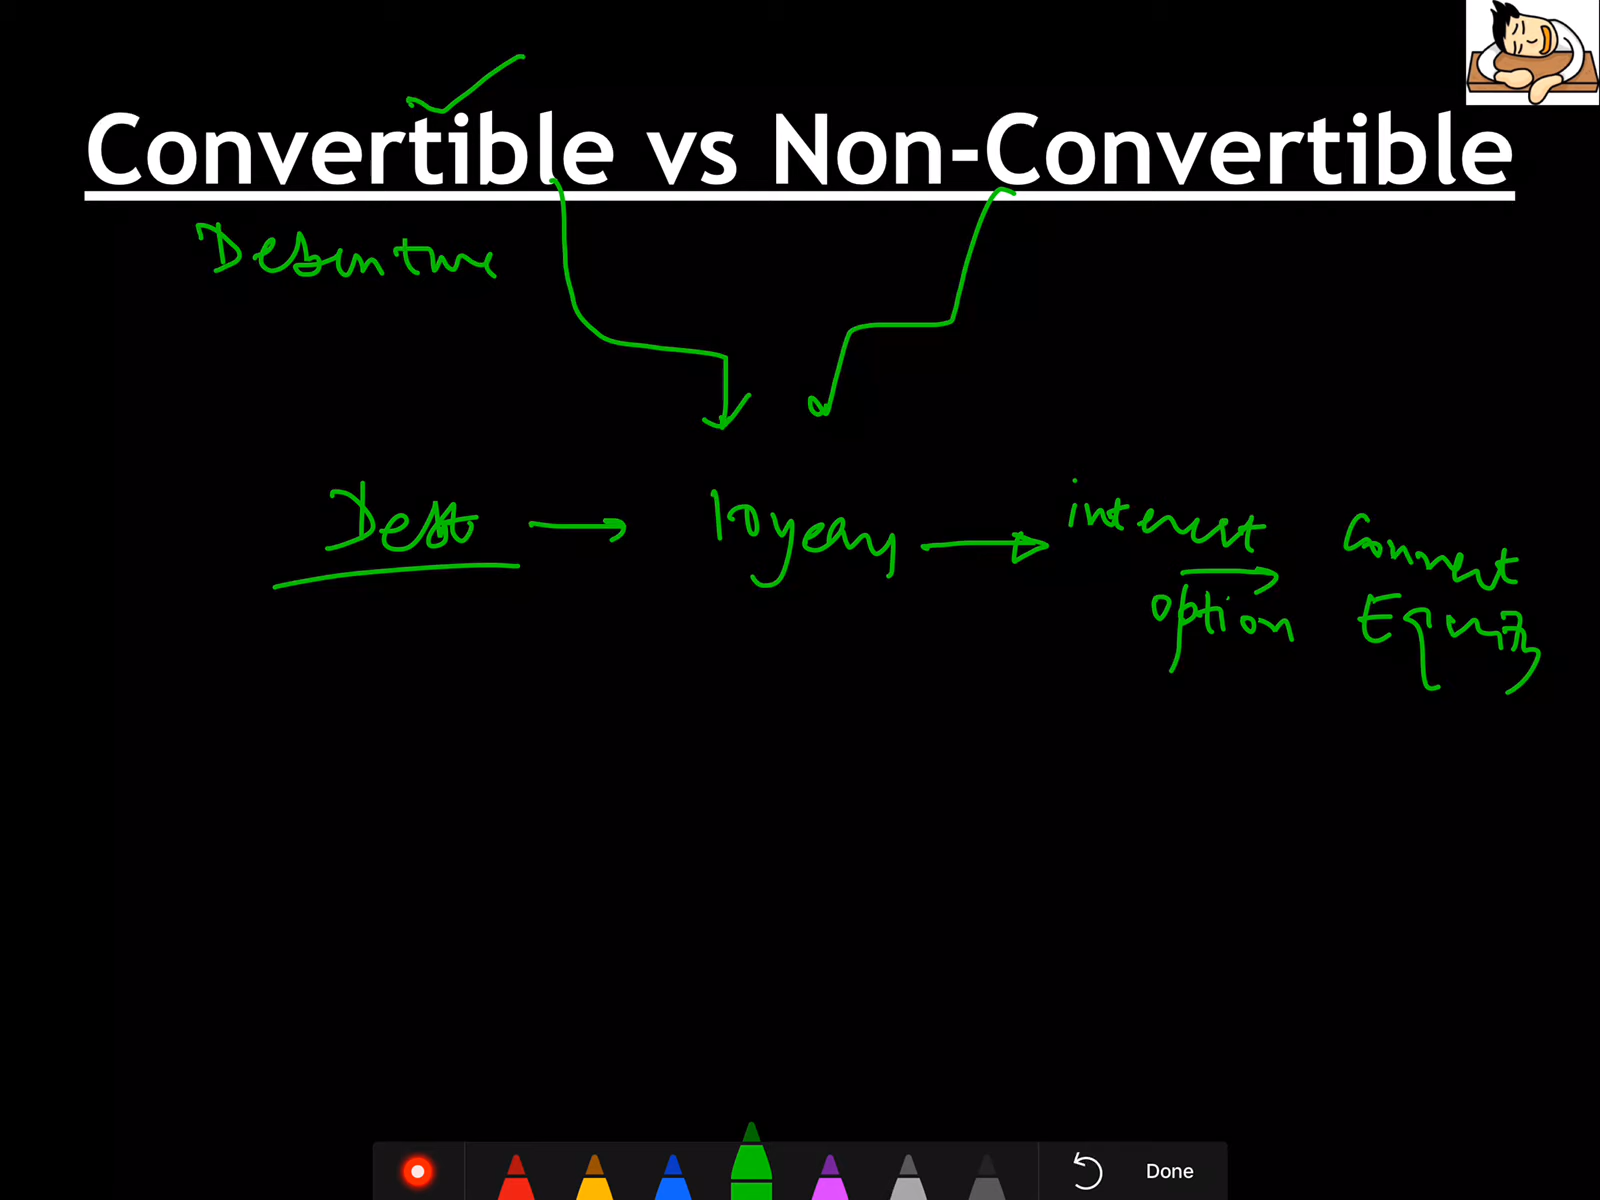 Convertible vs Non-Convertible
Debenture
Debt 10 years interest Convert
option Equity
Done